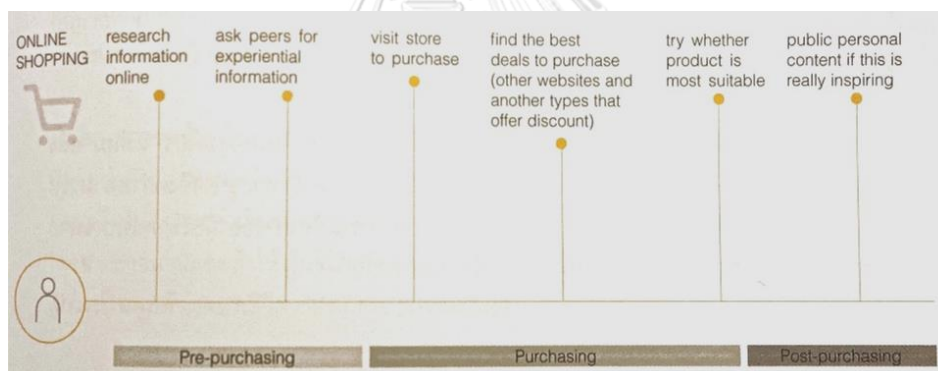 ONLINE
SHOPPING
research
information
online
ask peers for
experiential
information
visit store
to purchase
find the best
deals to purchase
(other websites and
another types that
offer discount)
try whether
product is
most suitable
public personal
content if this is
really inspiring
Pre-purchasing
Purchasing
Post-purchasing